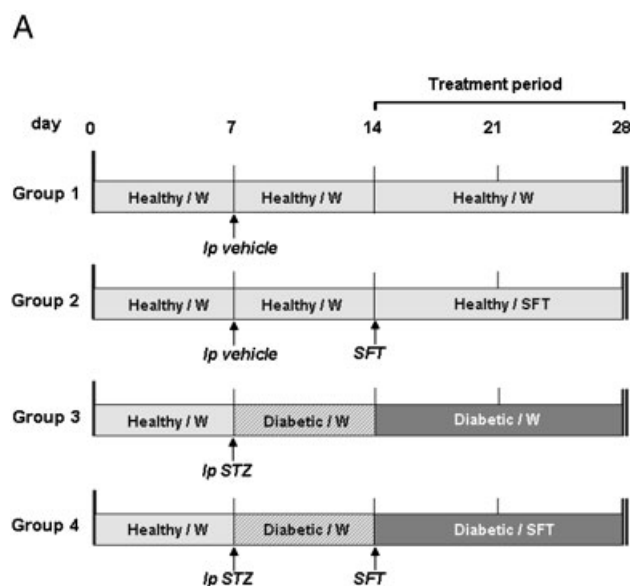 A
Treatment period
day 0 7 14 21 28
Group 1 Healthy / W Healthy / W Healthy / W
Ip vehicle
Group 2 Healthy / W Healthy / W Healthy / SFT
Ip vehicle SFT
Group 3 Healthy / W Diabetic / W Diabetic / W
Ip STZ
Group 4 Healthy / W Diabetic / W Diabetic / SFT
Ip STZ SFT